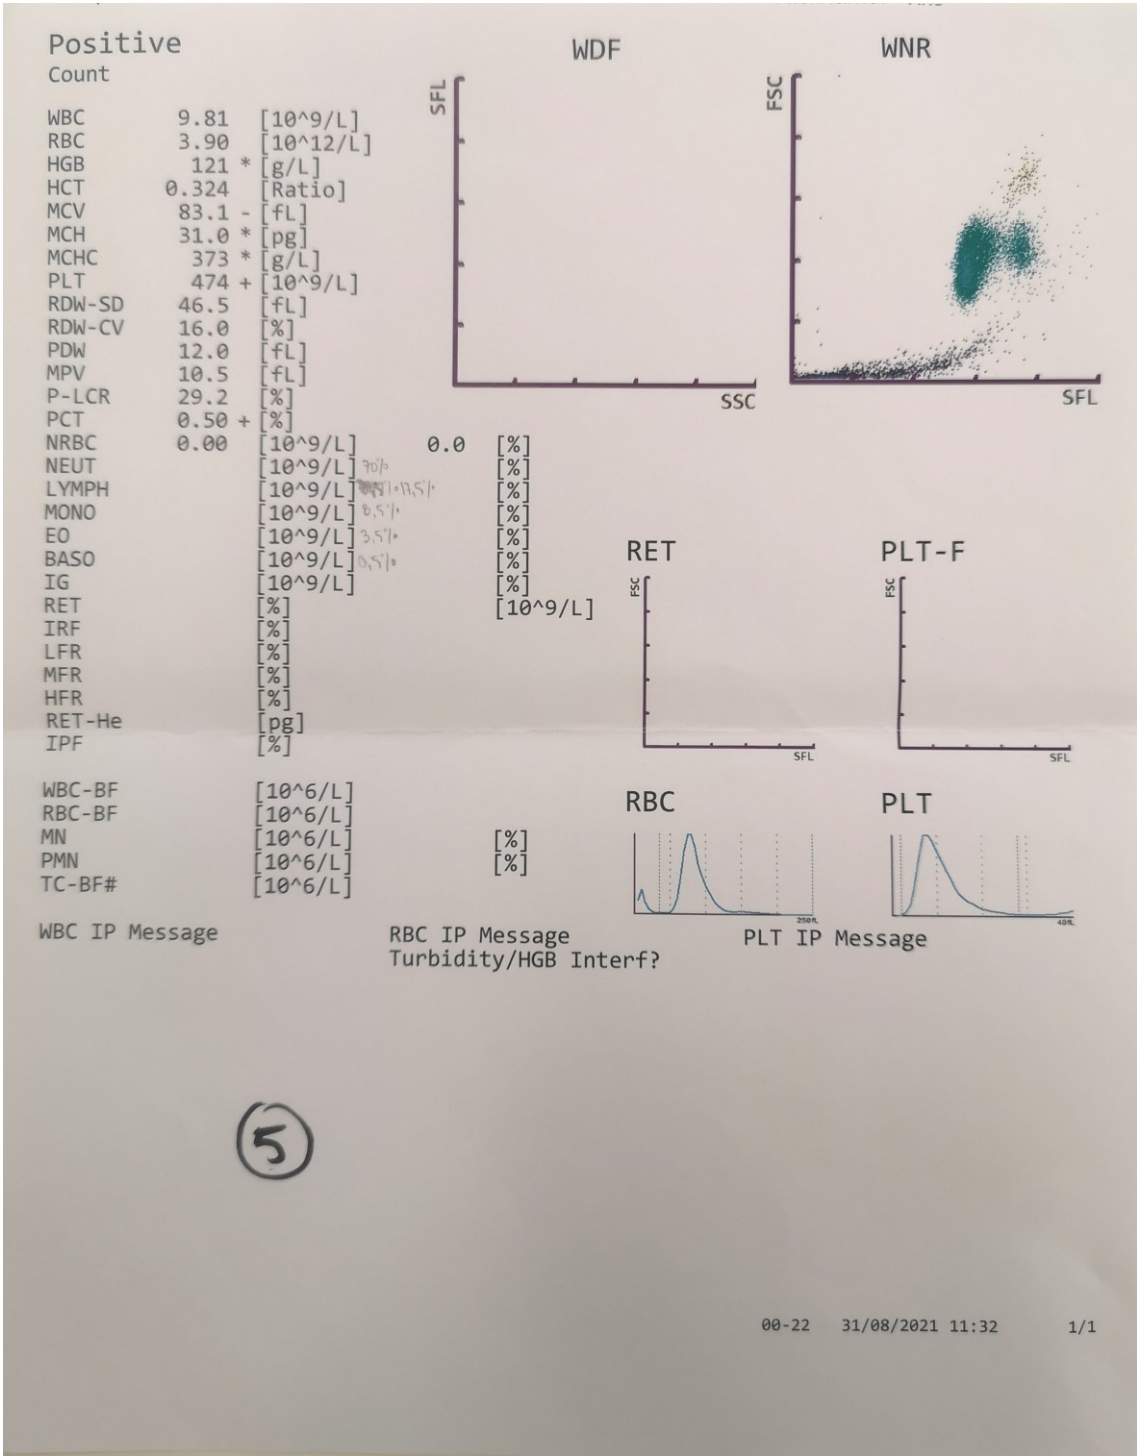 Positive
Count
WBC 9.81 [10^9/L]
RBC 3.90 [10^12/L]
HGB 121 * [g/L]
HCT 0.324 [Ratio]
MCV 83.1 - [fL]
MCH 31.0 * [pg]
MCHC 373 * [g/L]
PLT 474 + [10^9/L]
RDW-SD 46.5 [fL]
RDW-CV 16.0 [%]
PDW 12.0 [fL]
MPV 10.5 [fL]
P-LCR 29.2 [%]
PCT 0.50 + [%]
NRBC 0.00 [10^9/L] 0.0 [%]
NEUT [10^9/L] 70% [%]
LYMPH [10^9/L] 17,5% [%]
MONO [10^9/L] 8,5% [%]
EO [10^9/L] 3.5% [%]
BASO [10^9/L] 0,5% [%]
IG [10^9/L] [%]
RET [%] [10^9/L]
IRF [%]
LFR [%]
MFR [%]
HFR [%]
RET-He [pg]
IPF [%]
WBC-BF [10^6/L]
RBC-BF [10^6/L]
MN [10^6/L] [%]
PMN [10^6/L] [%]
TC-BF# [10^6/L]
WDF
SFL
SSC
WNR
FSC
SFL
RET
FSC
SFL
PLT-F
FSC
SFL
RBC
250fL
PLT
40fL
WBC IP Message
RBC IP Message
Turbidity/HGB Interf?
PLT IP Message
5
00-22 31/08/2021 11:32 1/1